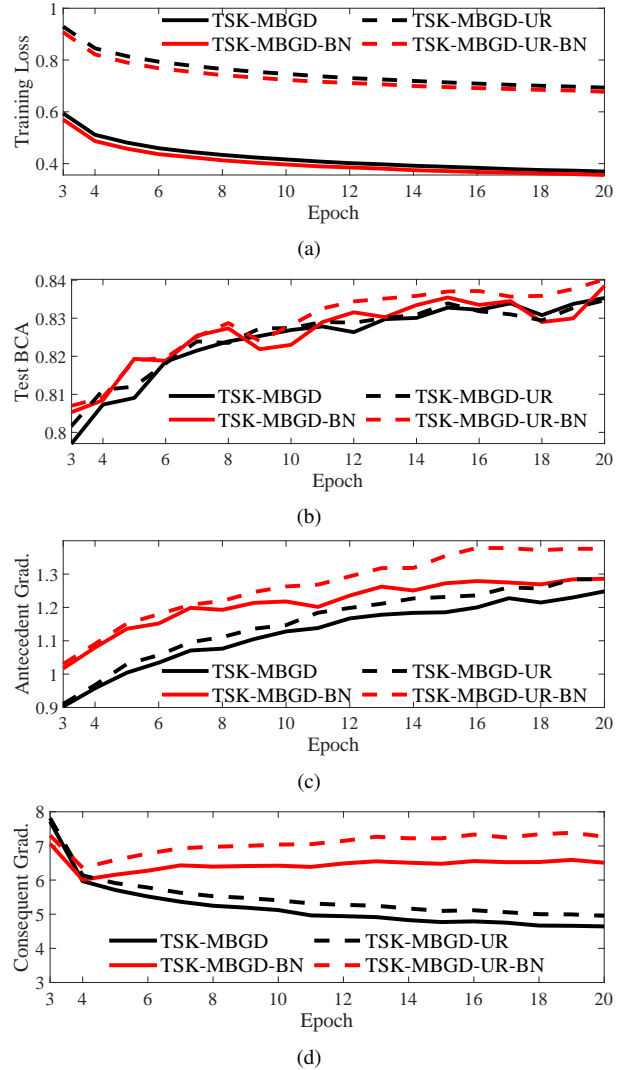 1
0.8
0.6
0.4
Training Loss
TSK-MBGD TSK-MBGD-UR
TSK-MBGD-BN TSK-MBGD-UR-BN
3 4 6 8 10 12 14 16 18 20
Epoch
(a)
0.84
0.83
0.82
0.81
0.8
Test BCA
TSK-MBGD TSK-MBGD-UR
TSK-MBGD-BN TSK-MBGD-UR-BN
3 4 6 8 10 12 14 16 18 20
Epoch
(b)
1.3
1.2
1.1
1
0.9
Antecedent Grad.
TSK-MBGD TSK-MBGD-UR
TSK-MBGD-BN TSK-MBGD-UR-BN
3 4 6 8 10 12 14 16 18 20
Epoch
(c)
8
7
6
5
4
3
Consequent Grad.
TSK-MBGD TSK-MBGD-UR
TSK-MBGD-BN TSK-MBGD-UR-BN
3 4 6 8 10 12 14 16 18 20
Epoch
(d)